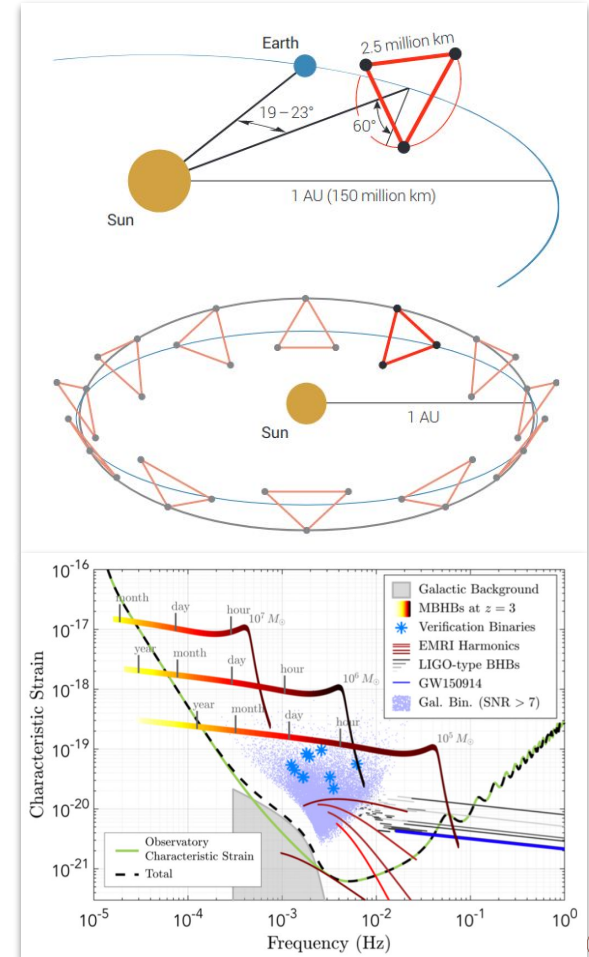 Earth
2.5 million km
19 – 23°
60°
1 AU (150 million km)
Sun
1 AU
Sun
10⁻¹⁶
10⁻¹⁷
10⁻¹⁸
10⁻¹⁹
10⁻²⁰
10⁻²¹
Characteristic Strain
month
day
hour
10⁷ M⊙
year
month
day
hour
10⁶ M⊙
year
month
day
hour
10⁵ M⊙
Galactic Background
MBHBs at z = 3
Verification Binaries
EMRI Harmonics
LIGO-type BHBs
GW150914
Gal. Bin. (SNR > 7)
Observatory
Characteristic Strain
Total
10⁻⁵
10⁻⁴
10⁻³
10⁻²
10⁻¹
10⁰
Frequency (Hz)